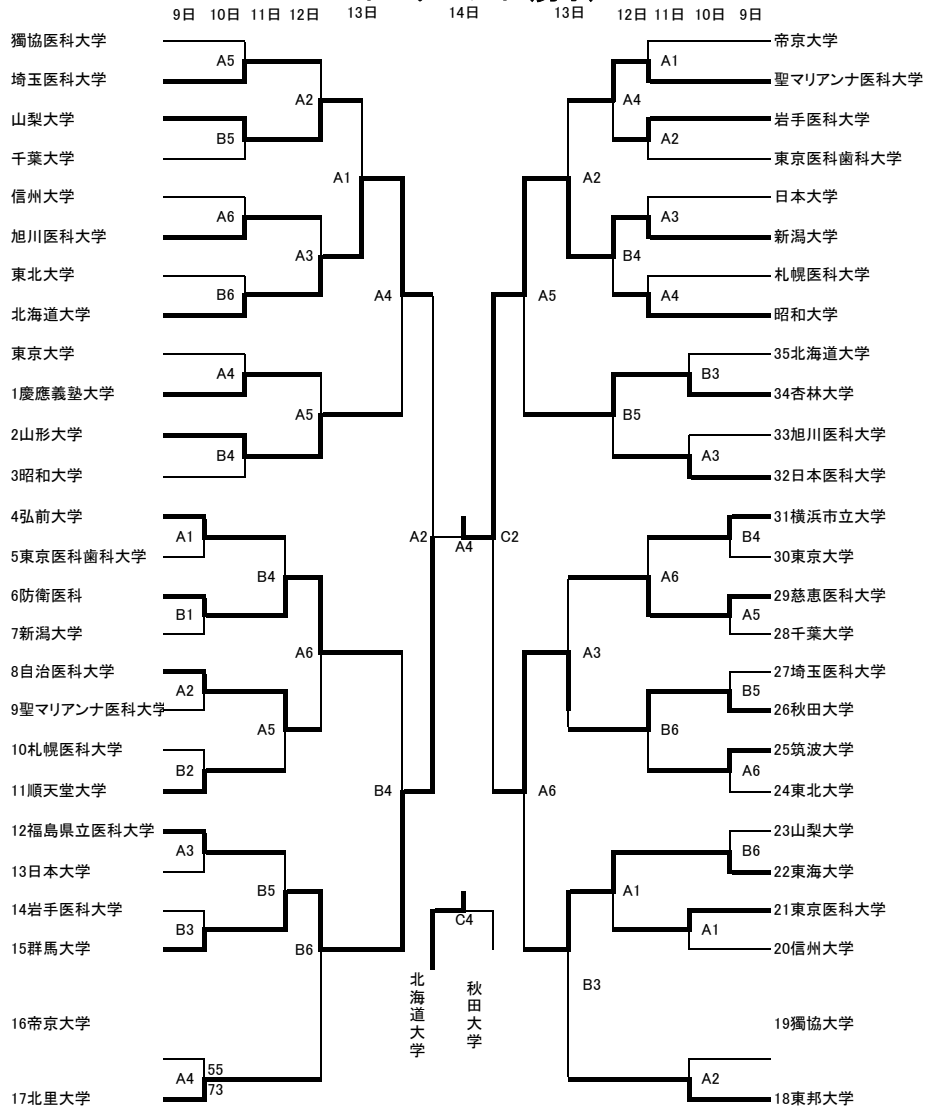 9日 10日 11日 12日 13日 14日 13日 12日 11日 10日 9日
獨協医科大学
A5
埼玉医科大学
A2
山梨大学
B5
千葉大学
A1
信州大学
A6
旭川医科大学
A3
東北大学
B6
北海道大学
A4
東京大学
A4
1慶應義塾大学
A5
2山形大学
B4
3昭和大学
4弘前大学
A1
5東京医科歯科大学
B4
6防衛医科
B1
7新潟大学
A6
8自治医科大学
A2
9聖マリアンナ医科大学
A5
10札幌医科大学
B2
11順天堂大学
B4
12福島県立医科大学
A3
13日本大学
B5
14岩手医科大学
B3
15群馬大学
B6
16帝京大学
A4
55
73
17北里大学
A2
A4
C2
C4
北海道大学
秋田大学
帝京大学
A1
聖マリアンナ医科大学
A4
岩手医科大学
A2
東京医科歯科大学
A2
日本大学
A3
新潟大学
B4
札幌医科大学
A4
昭和大学
A5
35北海道大学
B3
34杏林大学
B5
33旭川医科大学
A3
32日本医科大学
31横浜市立大学
B4
30東京大学
A6
29慈恵医科大学
A5
28千葉大学
A3
27埼玉医科大学
B5
26秋田大学
B6
25筑波大学
A6
24東北大学
A6
23山梨大学
B6
22東海大学
A1
21東京医科大学
A1
20信州大学
B3
19獨協大学
A2
18東邦大学